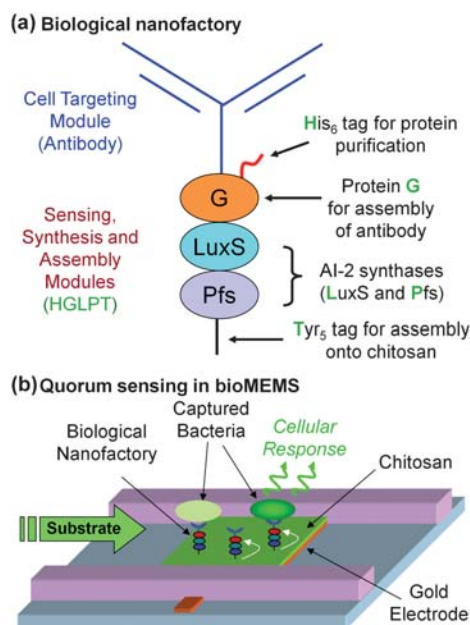 (a) Biological nanofactory
Cell Targeting
Module
(Antibody)
His6 tag for protein
purification
G
Protein G
for assembly
of antibody
Sensing,
Synthesis and
Assembly
Modules
(HGLPT)
LuxS
Pfs
AI-2 synthases
(LuxS and Pfs)
Tyr5 tag for assembly
onto chitosan
(b) Quorum sensing in bioMEMS
Captured
Bacteria
Cellular
Response
Biological
Nanofactory
Chitosan
Substrate
Gold
Electrode